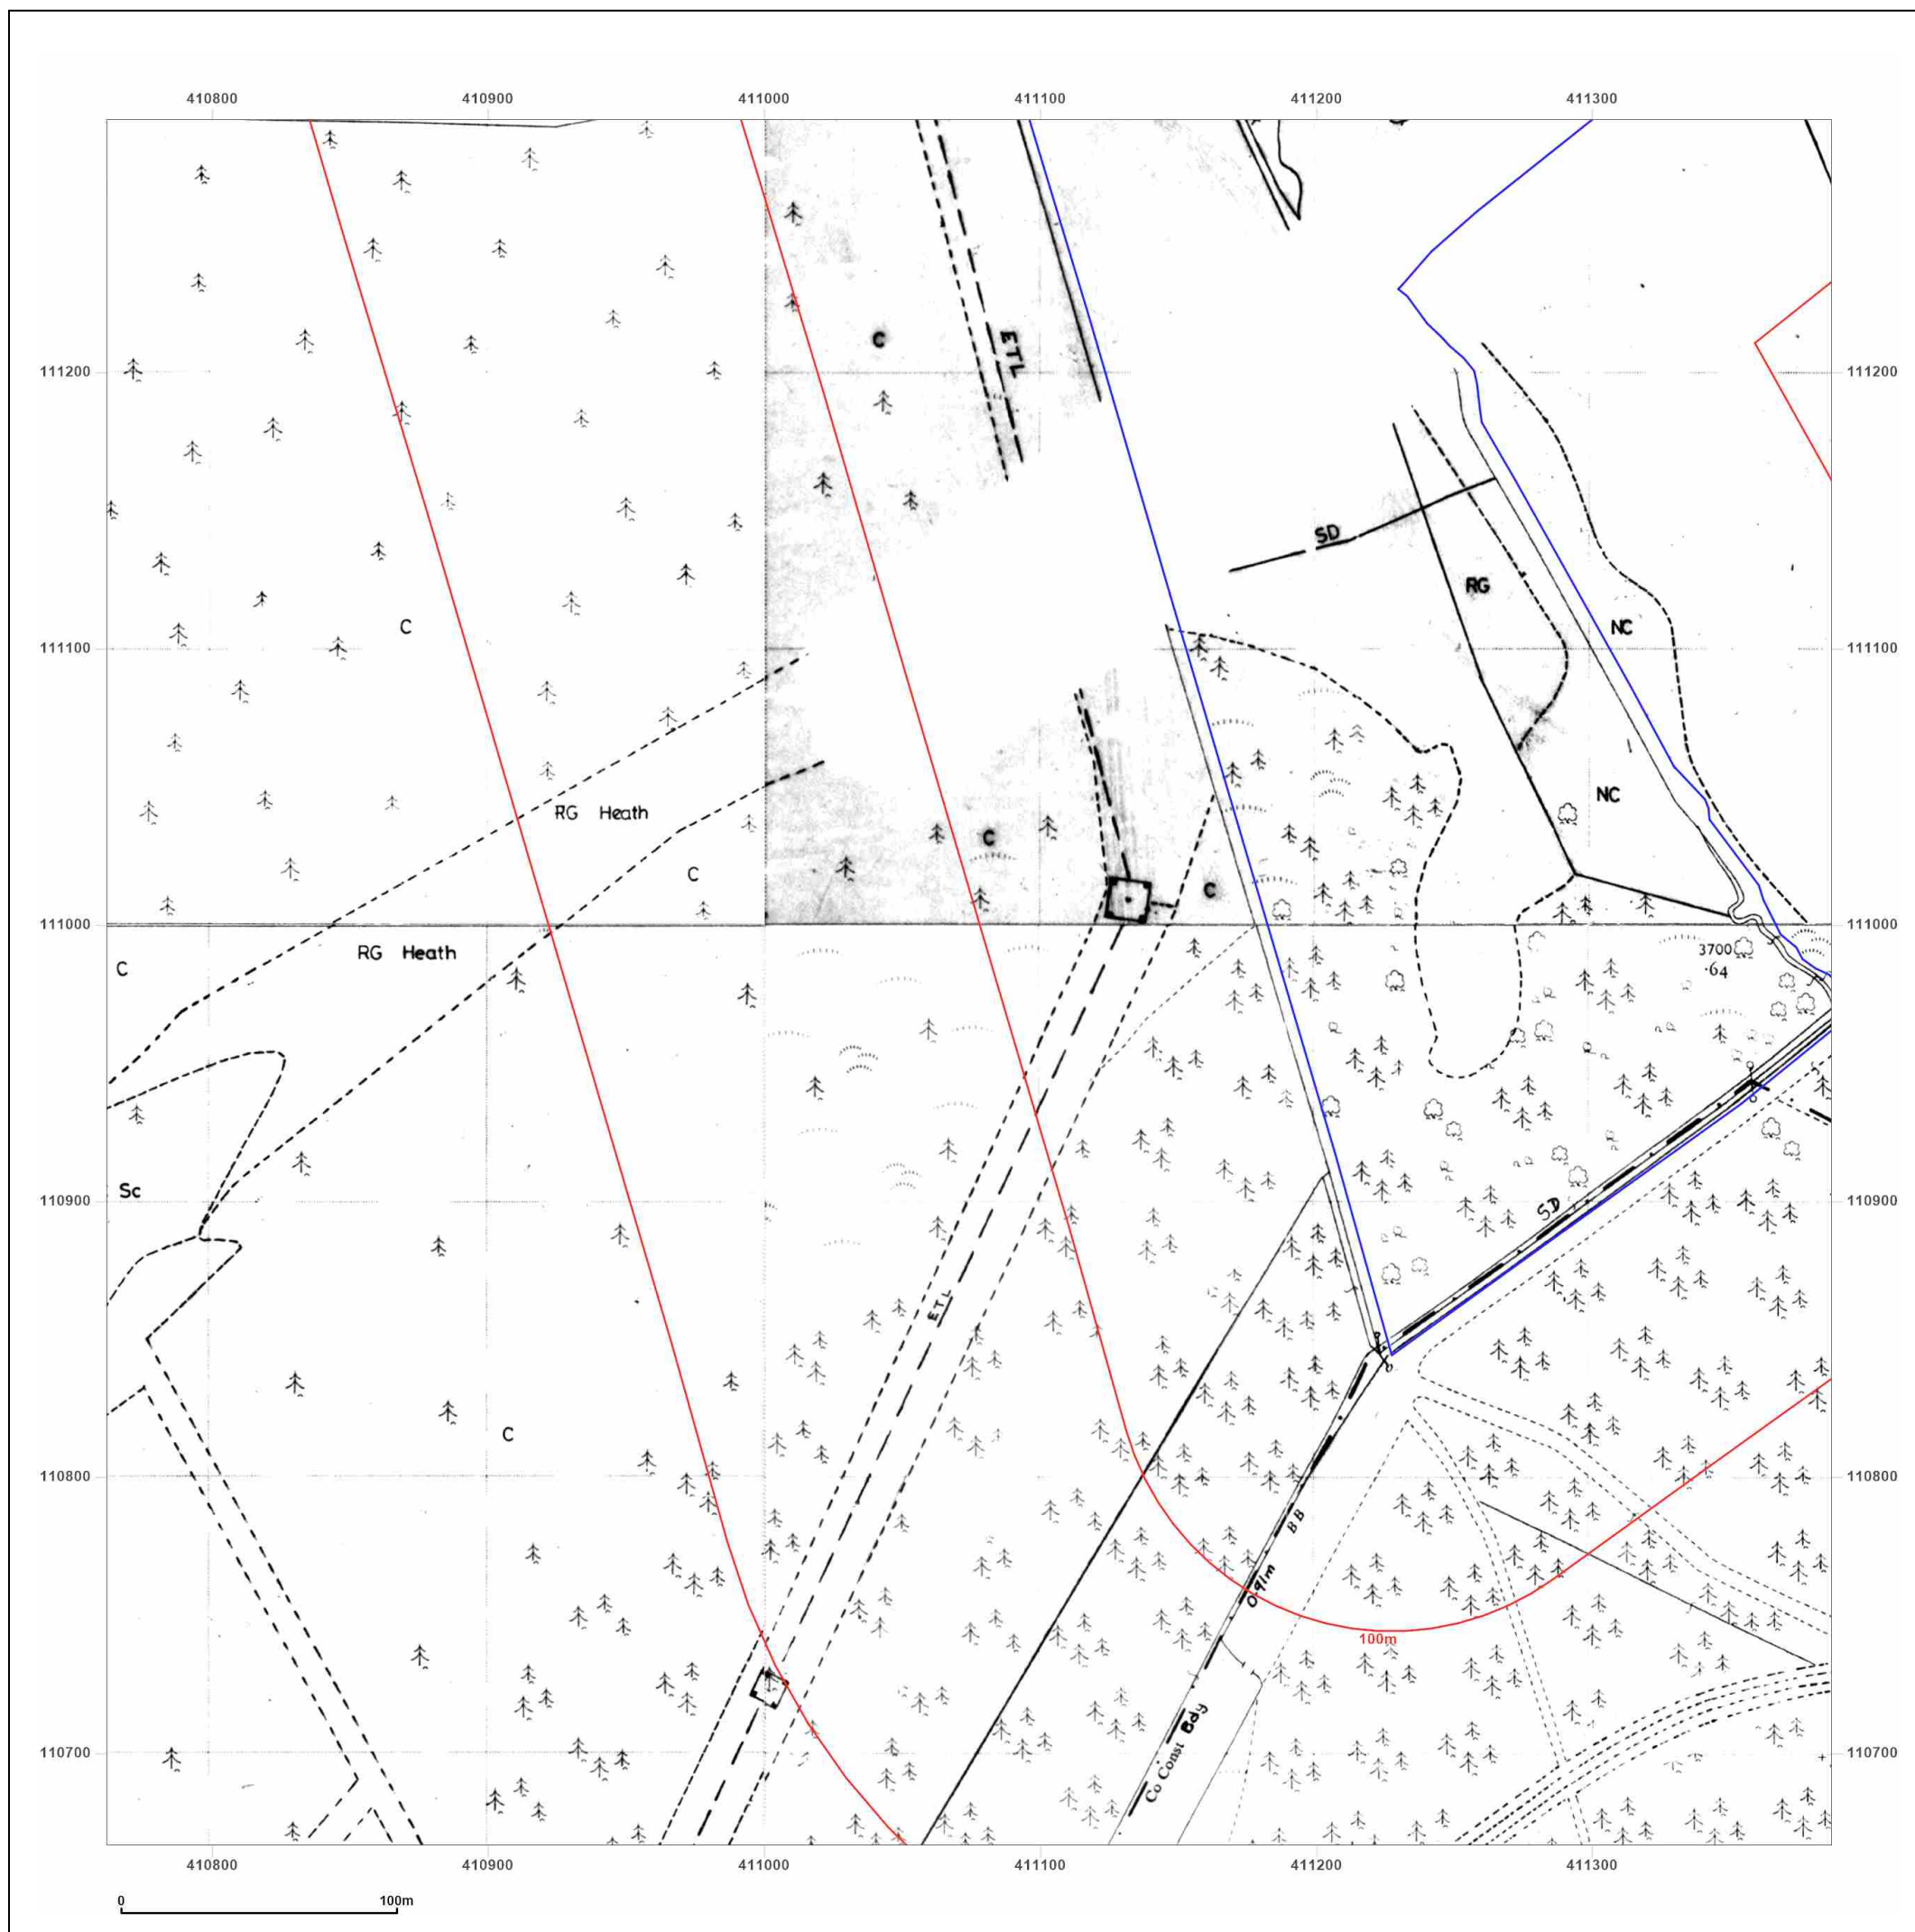 410800 410900 411000 411100 411200 411300
C
ETL
111200 111200
SD
RG
C NC
111100 111100
NC
RG Heath
C
C C
111000 111000
RG Heath
3700
.64
C
Sc
SD
110900 110900
ETL
C
110800 110800
BB
0.91m
100m
Co Const Bdy
110700 110700
410800 410900 411000 411100 411200 411300
0 100m